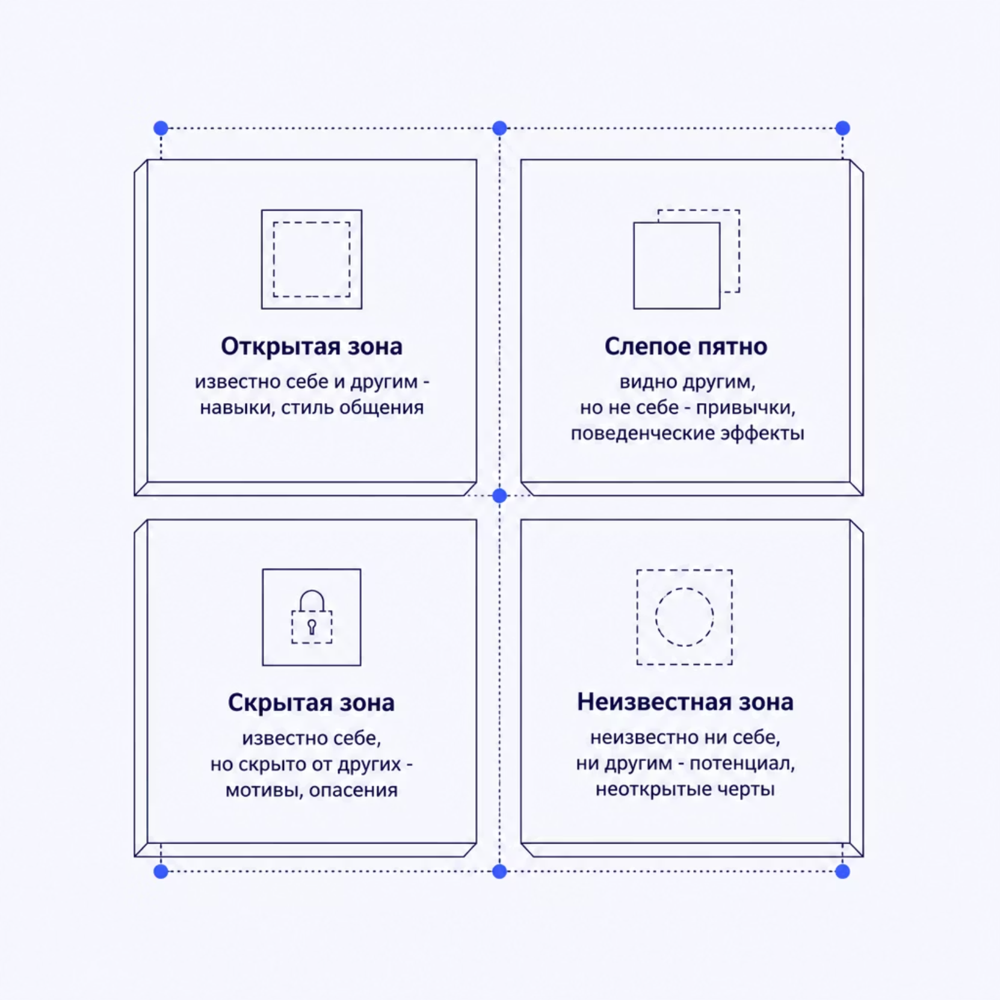 Открытая зона
известно себе и другим -
навыки, стиль общения
Слепое пятно
видно другим,
но не себе - привычки,
поведенческие эффекты
Скрытая зона
известно себе,
но скрыто от других -
мотивы, опасения
Неизвестная зона
неизвестно ни себе,
ни другим - потенциал,
неоткрытые черты